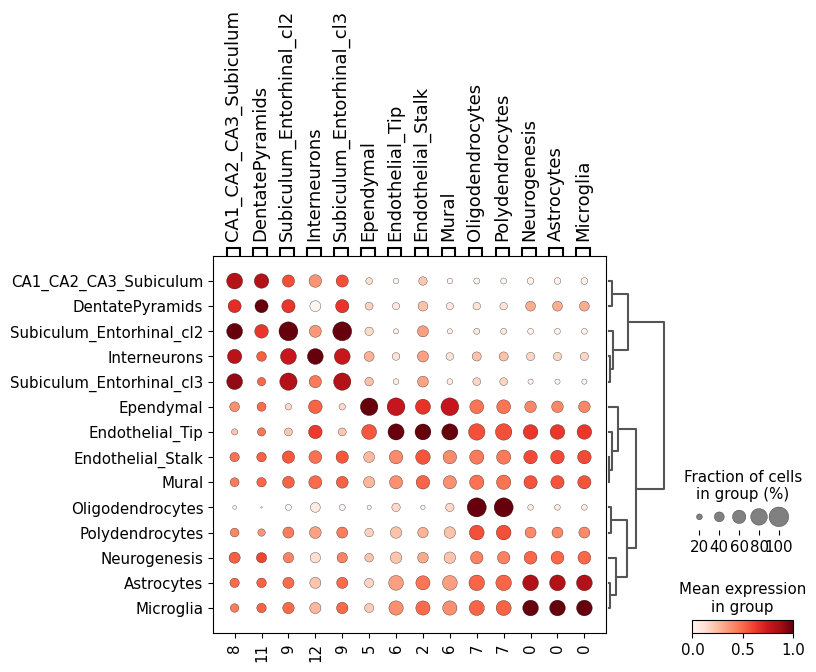 CA1_CA2_CA3_Subiculum
DentatePyramids
Subiculum_Entorhinal_cl2
Interneurons
Subiculum_Entorhinal_cl3
Ependymal
Endothelial_Tip
Endothelial_Stalk
Mural
Oligodendrocytes
Polydendrocytes
Neurogenesis
Astrocytes
Microglia
CA1_CA2_CA3_Subiculum
DentatePyramids
Subiculum_Entorhinal_cl2
Interneurons
Subiculum_Entorhinal_cl3
Ependymal
Endothelial_Tip
Endothelial_Stalk
Mural
Oligodendrocytes
Polydendrocytes
Neurogenesis
Astrocytes
Microglia
8 11 9 12 9 5 6 2 6 7 7 0 0 0
Fraction of cells
in group (%)
20 40 60 80 100
Mean expression
in group
0.0 0.5 1.0